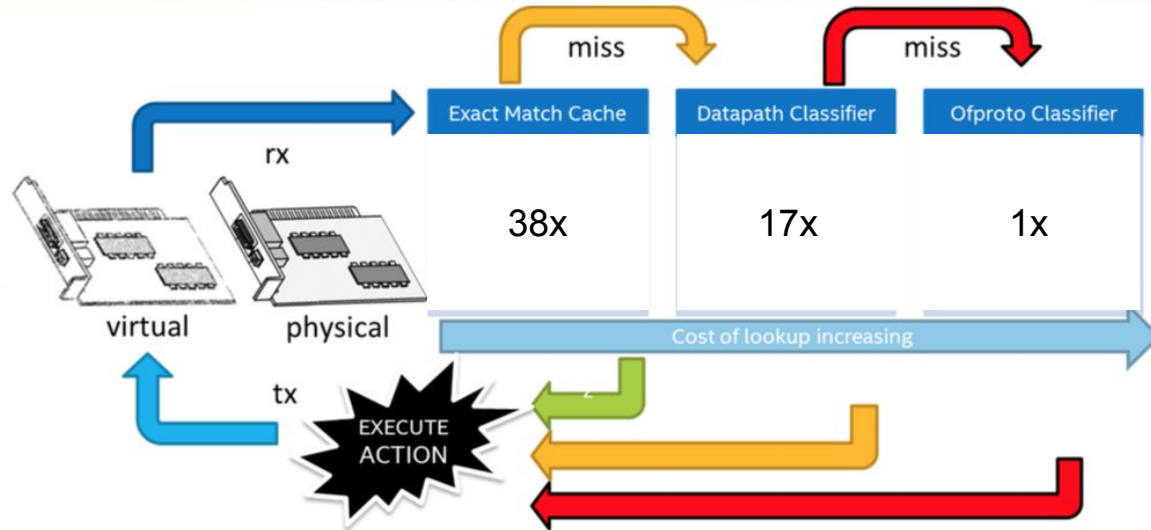 miss
miss
Exact Match Cache
Datapath Classifier
Ofproto Classifier
rx
38x
17x
1x
virtual
physical
Cost of lookup increasing
tx
EXECUTE
ACTION